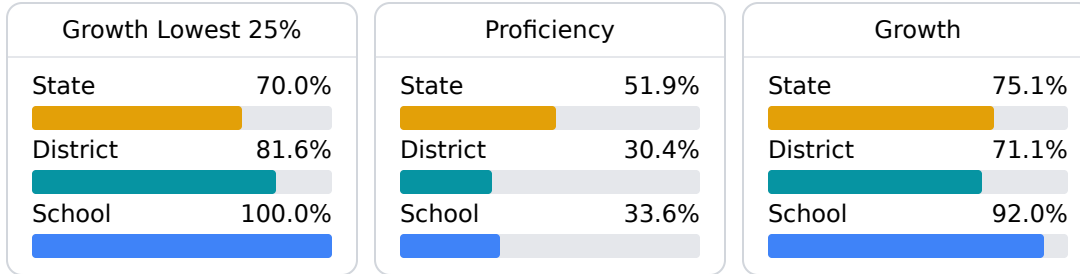 Growth Lowest 25%
State 70.0%
District 81.6%
School 100.0%
Proficiency
State 51.9%
District 30.4%
School 33.6%
Growth
State 75.1%
District 71.1%
School 92.0%